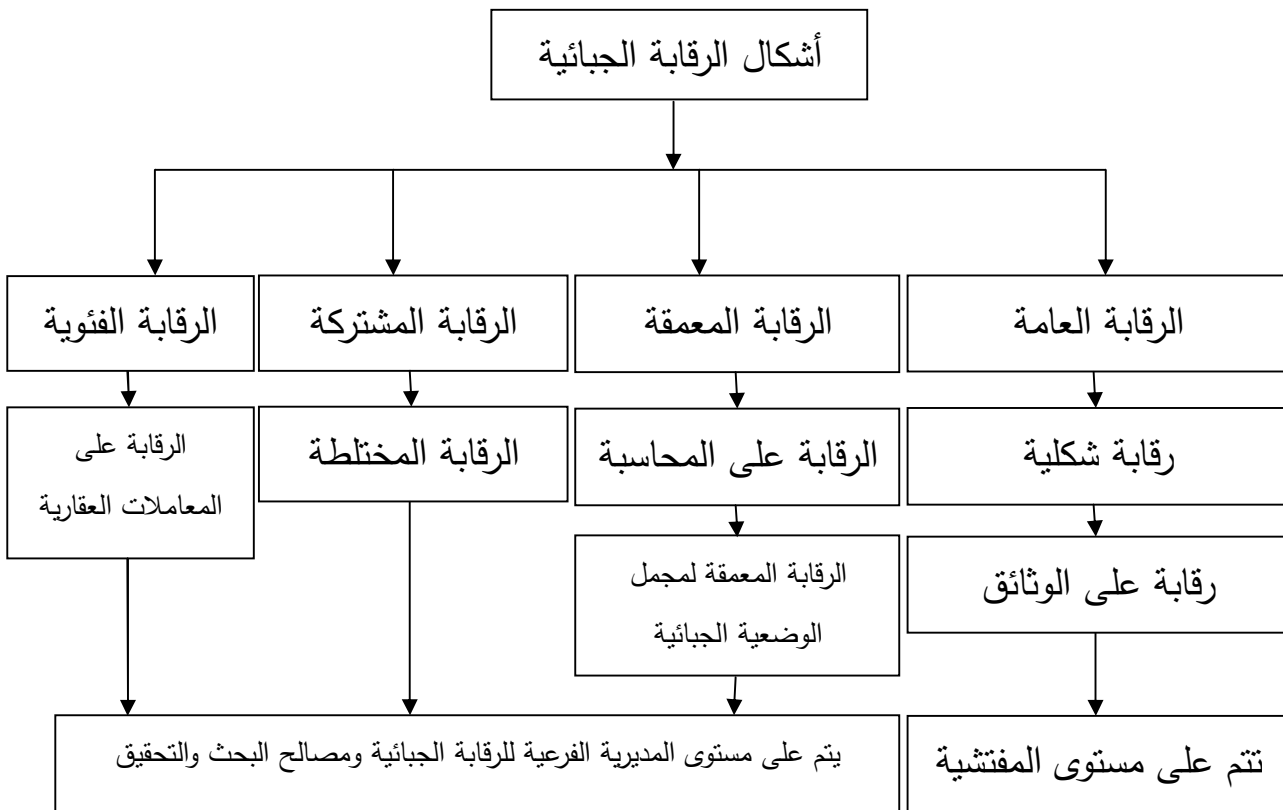 أشكال الرقابة الجبائية
الرقابة العامة
الرقابة المعمقة
الرقابة المشتركة
الرقابة الفئوية
رقابة شكلية
الرقابة على المحاسبة
الرقابة المختلطة
الرقابة على
المعاملات العقارية
رقابة على الوثائق
الرقابة المعمقة لمجمل
الوضعية الجبائية
تتم على مستوى المفتشية
يتم على مستوى المديرية الفرعية للرقابة الجبائية ومصالح البحث والتحقيق